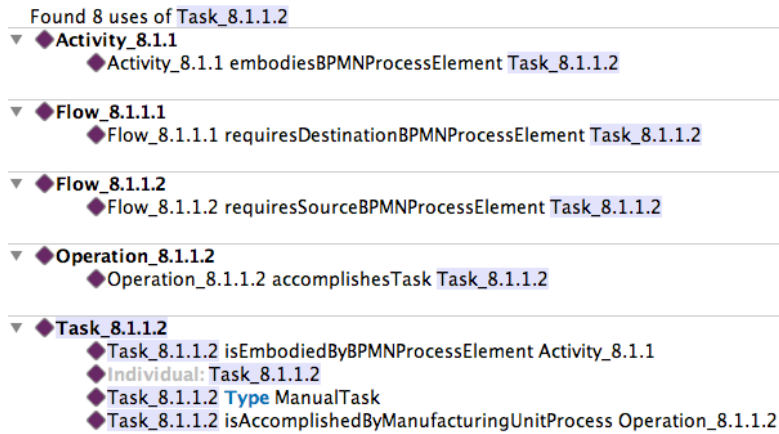 Found 8 uses of Task_8.1.1.2
Activity_8.1.1
Activity_8.1.1 embodiesBPMNProcessElement Task_8.1.1.2
Flow_8.1.1.1
Flow_8.1.1.1 requiresDestinationBPMNProcessElement Task_8.1.1.2
Flow_8.1.1.2
Flow_8.1.1.2 requiresSourceBPMNProcessElement Task_8.1.1.2
Operation_8.1.1.2
Operation_8.1.1.2 accomplishesTask Task_8.1.1.2
Task_8.1.1.2
Task_8.1.1.2 isEmbodiedByBPMNProcessElement Activity_8.1.1
Individual: Task_8.1.1.2
Task_8.1.1.2 Type ManualTask
Task_8.1.1.2 isAccomplishedByManufacturingUnitProcess Operation_8.1.1.2